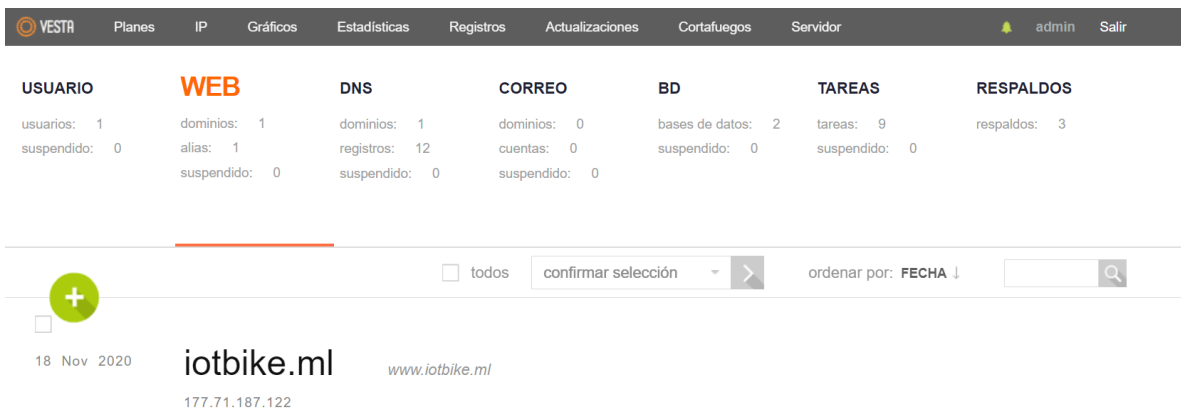 VESTA Planes IP Gráficos Estadísticas Registros Actualizaciones Cortafuegos Servidor admin Salir
USUARIO WEB DNS CORREO BD TAREAS RESPALDOS
usuarios: 1 dominios: 1 dominios: 1 dominios: 0 bases de datos: 2 tareas: 9 respaldos: 3
suspendido: 0 alias: 1 registros: 12 cuentas: 0 suspendido: 0 suspendido: 0
suspendido: 0 suspendido: 0 suspendido: 0
todos confirmar selección ordenar por: FECHA ↓
18 Nov 2020 iotbike.ml www.iotbike.ml
177.71.187.122